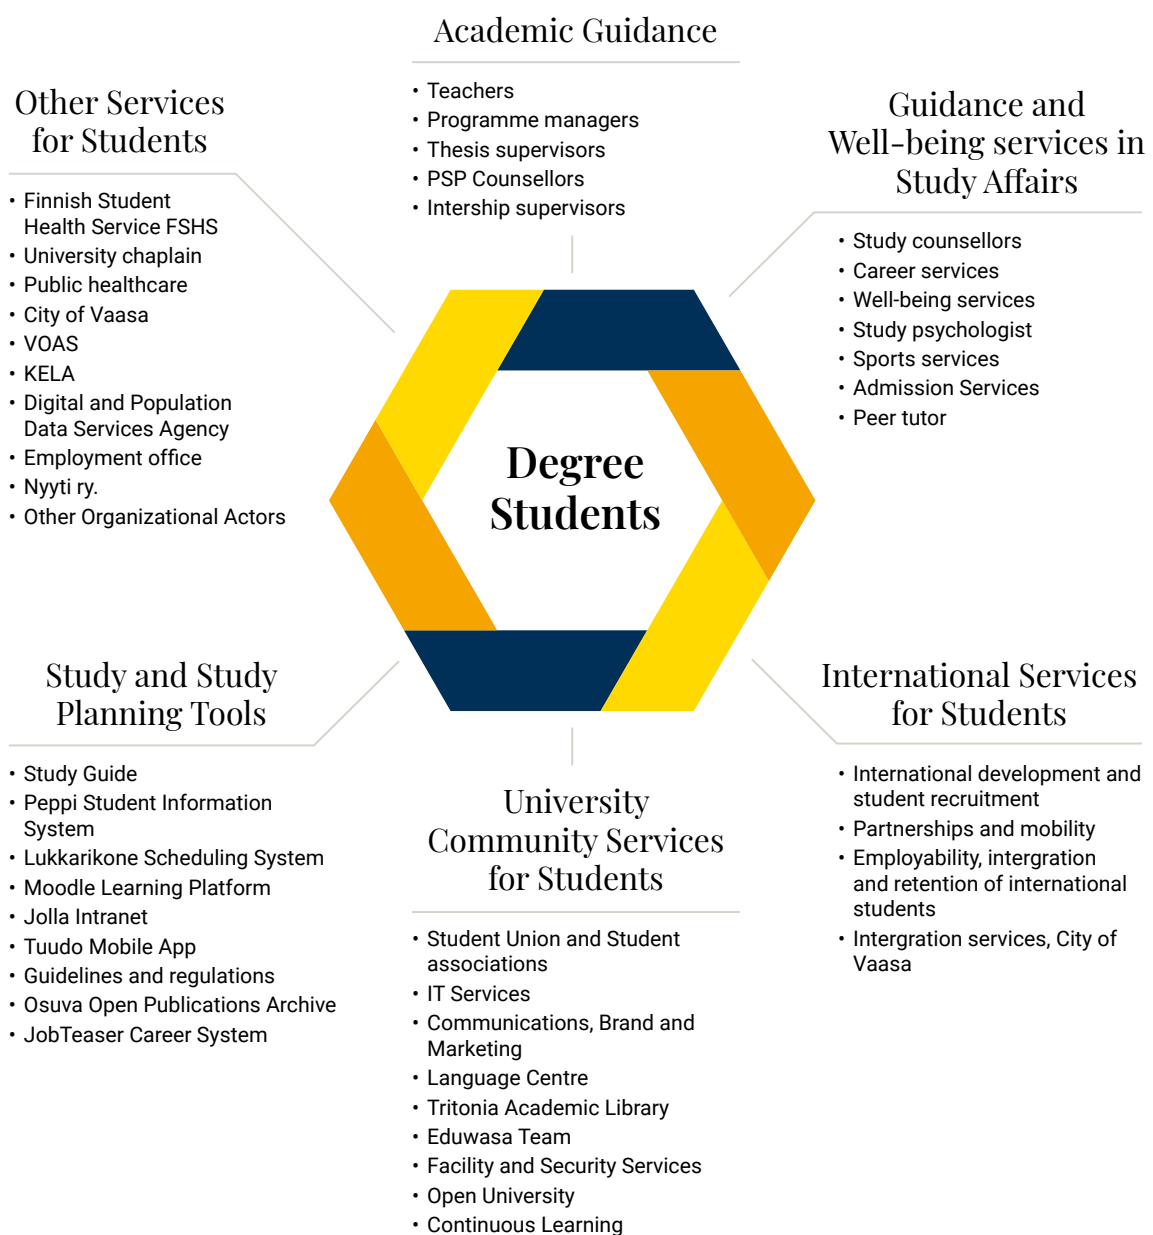 Academic Guidance
• Teachers
• Programme managers
• Thesis supervisors
• PSP Counsellors
• Intership supervisors
Other Services
for Students
• Finnish Student
Health Service FSHS
• University chaplain
• Public healthcare
• City of Vaasa
• VOAS
• KELA
• Digital and Population
Data Services Agency
• Employment office
• Nyyti ry.
• Other Organizational Actors
Guidance and
Well-being services in
Study Affairs
• Study counsellors
• Career services
• Well-being services
• Study psychologist
• Sports services
• Admission Services
• Peer tutor
Degree
Students
Study and Study
Planning Tools
• Study Guide
• Peppi Student Information
System
• Lukkarikone Scheduling System
• Moodle Learning Platform
• Jolla Intranet
• Tuudo Mobile App
• Guidelines and regulations
• Osuva Open Publications Archive
• JobTeaser Career System
University
Community Services
for Students
• Student Union and Student
associations
• IT Services
• Communications, Brand and
Marketing
• Language Centre
• Tritonia Academic Library
• Eduwasa Team
• Facility and Security Services
• Open University
• Continuous Learning
International Services
for Students
• International development and
student recruitment
• Partnerships and mobility
• Employability, intergration
and retention of international
students
• Intergration services, City of
Vaasa